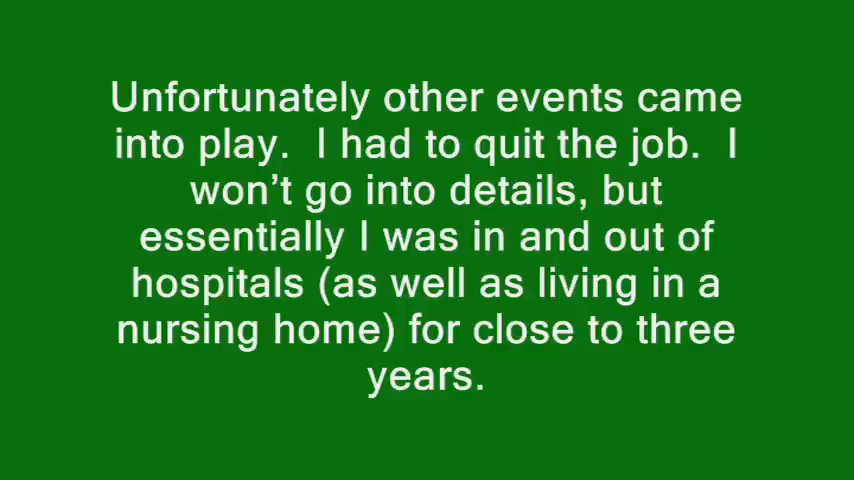 Unfortunately other events came
into play.  I had to quit the job.  I
won’t go into details, but
essentially I was in and out of
hospitals (as well as living in a
nursing home) for close to three
years.